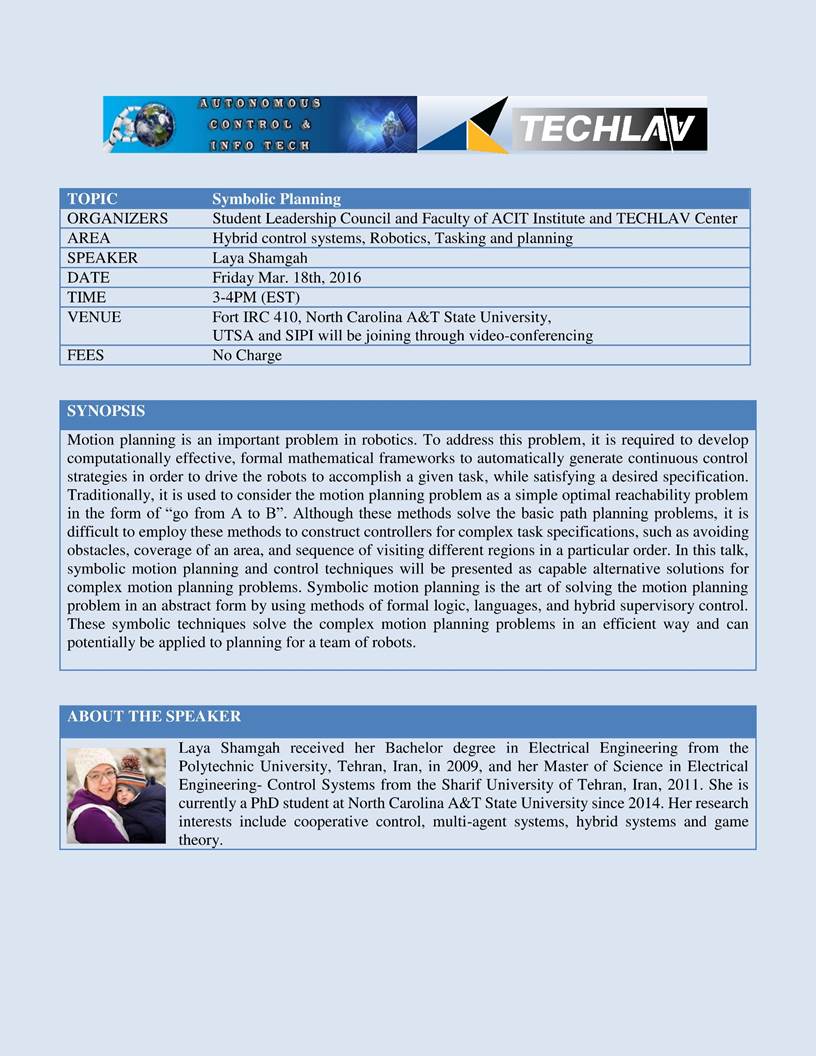 AUTONOMOUS
CONTROL &
INFO TECH
TECHLAV
TOPIC Symbolic Planning
ORGANIZERS Student Leadership Council and Faculty of ACIT Institute and TECHLAV Center
AREA Hybrid control systems, Robotics, Tasking and planning
SPEAKER Laya Shamgah
DATE Friday Mar. 18th, 2016
TIME 3-4PM (EST)
VENUE Fort IRC 410, North Carolina A&T State University,
UTSA and SIPI will be joining through video-conferencing
FEES No Charge
SYNOPSIS
Motion planning is an important problem in robotics. To address this problem, it is required to develop
computationally effective, formal mathematical frameworks to automatically generate continuous control
strategies in order to drive the robots to accomplish a given task, while satisfying a desired specification.
Traditionally, it is used to consider the motion planning problem as a simple optimal reachability problem
in the form of “go from A to B”. Although these methods solve the basic path planning problems, it is
difficult to employ these methods to construct controllers for complex task specifications, such as avoiding
obstacles, coverage of an area, and sequence of visiting different regions in a particular order. In this talk,
symbolic motion planning and control techniques will be presented as capable alternative solutions for
complex motion planning problems. Symbolic motion planning is the art of solving the motion planning
problem in an abstract form by using methods of formal logic, languages, and hybrid supervisory control.
These symbolic techniques solve the complex motion planning problems in an efficient way and can
potentially be applied to planning for a team of robots.
ABOUT THE SPEAKER
Laya Shamgah received her Bachelor degree in Electrical Engineering from the
Polytechnic University, Tehran, Iran, in 2009, and her Master of Science in Electrical
Engineering- Control Systems from the Sharif University of Tehran, Iran, 2011. She is
currently a PhD student at North Carolina A&T State University since 2014. Her research
interests include cooperative control, multi-agent systems, hybrid systems and game
theory.